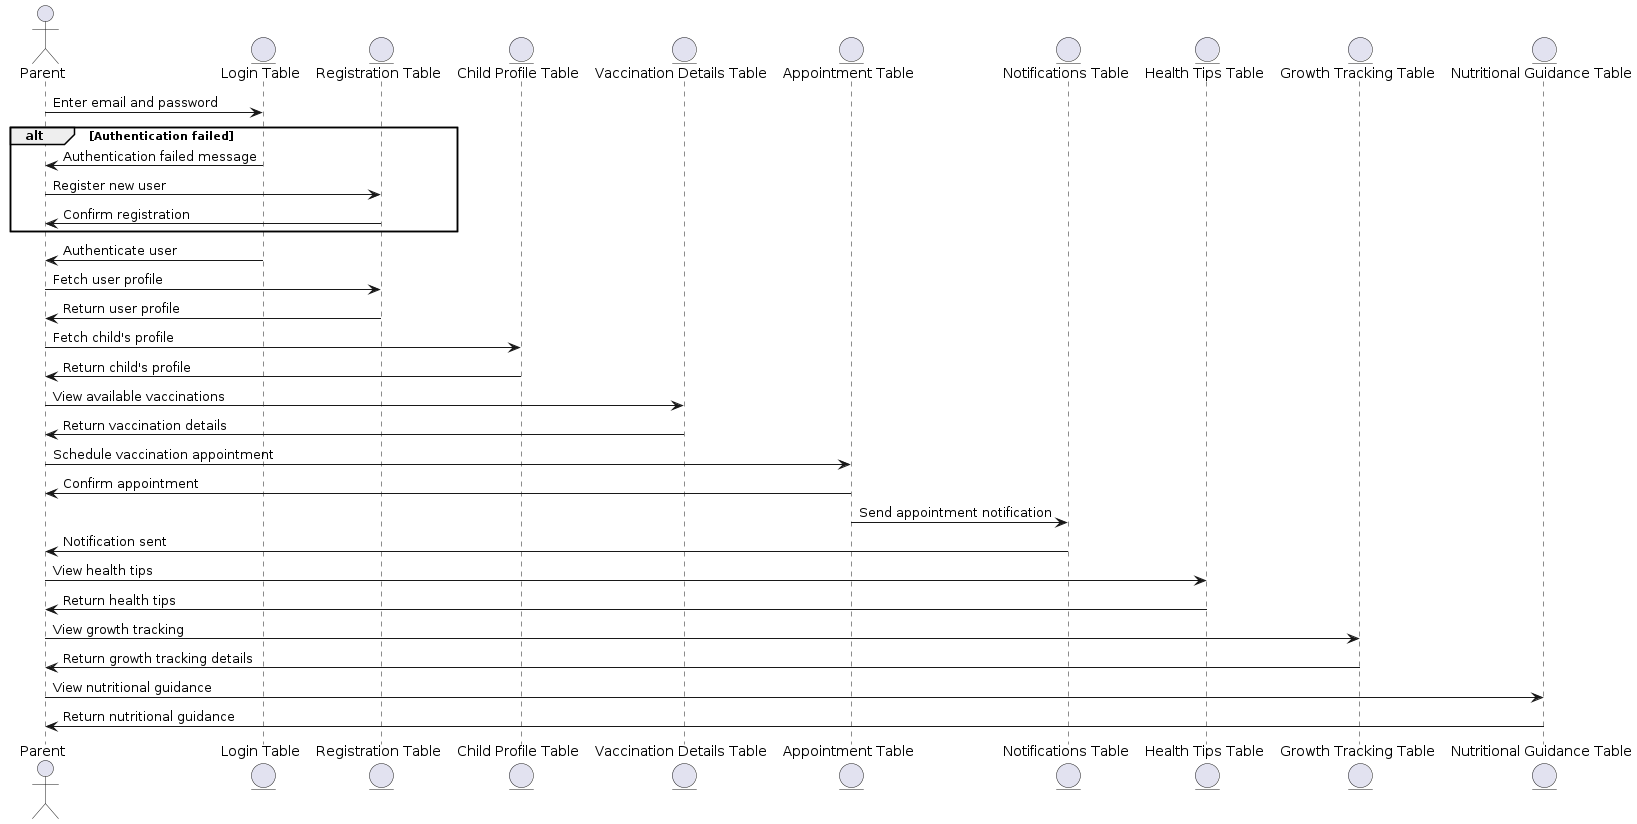 Parent
Login Table
Registration Table
Child Profile Table
Vaccination Details Table
Appointment Table
Notifications Table
Health Tips Table
Growth Tracking Table
Nutritional Guidance Table
Enter email and password
alt
[Authentication failed]
Authentication failed message
Register new user
Confirm registration
Authenticate user
Fetch user profile
Return user profile
Fetch child's profile
Return child's profile
View available vaccinations
Return vaccination details
Schedule vaccination appointment
Confirm appointment
Send appointment notification
Notification sent
View health tips
Return health tips
View growth tracking
Return growth tracking details
View nutritional guidance
Return nutritional guidance
Parent
Login Table
Registration Table
Child Profile Table
Vaccination Details Table
Appointment Table
Notifications Table
Health Tips Table
Growth Tracking Table
Nutritional Guidance Table